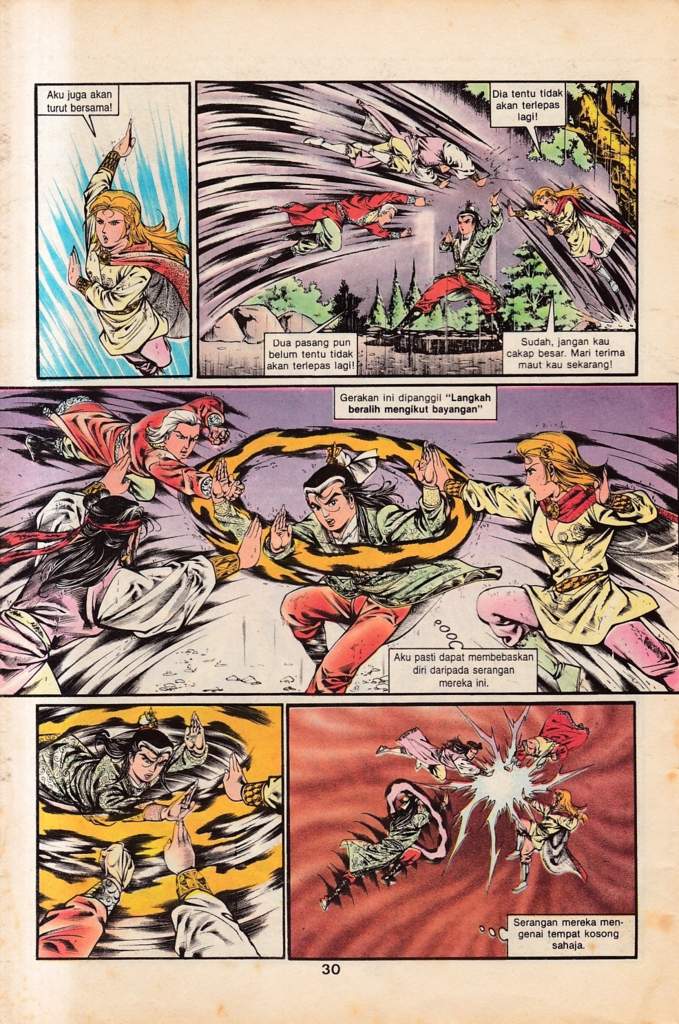 Aku juga akan
turut bersama!
Dia tentu tidak
akan terlepas
lagi!
Dua pasang pun
belum tentu tidak
akan terlepas lagi!
Sudah, jangan kau
cakap besar. Mari terima
maut kau sekarang!
Gerakan ini dipanggil "Langkah
beralih mengikut bayangan"
Aku pasti dapat membebaskan
diri daripada serangan
mereka ini.
Serangan mereka men-
genai tempat kosong
sahaja.
30